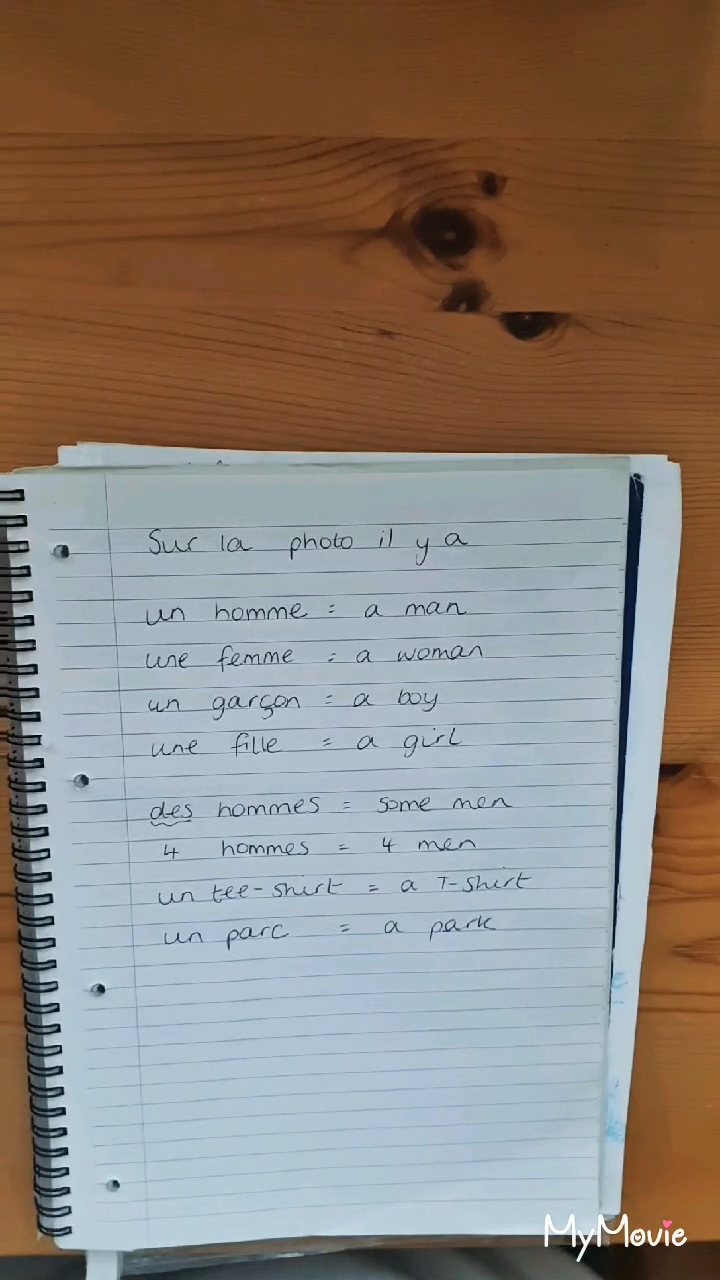 Sur la photo il y a
un homme = a man
une femme = a woman
un garçon = a boy
une fille = a girl
des hommes = some men
4 hommes = 4 men
un tee-shirt = a T-shirt
un parc = a park
MyMovie